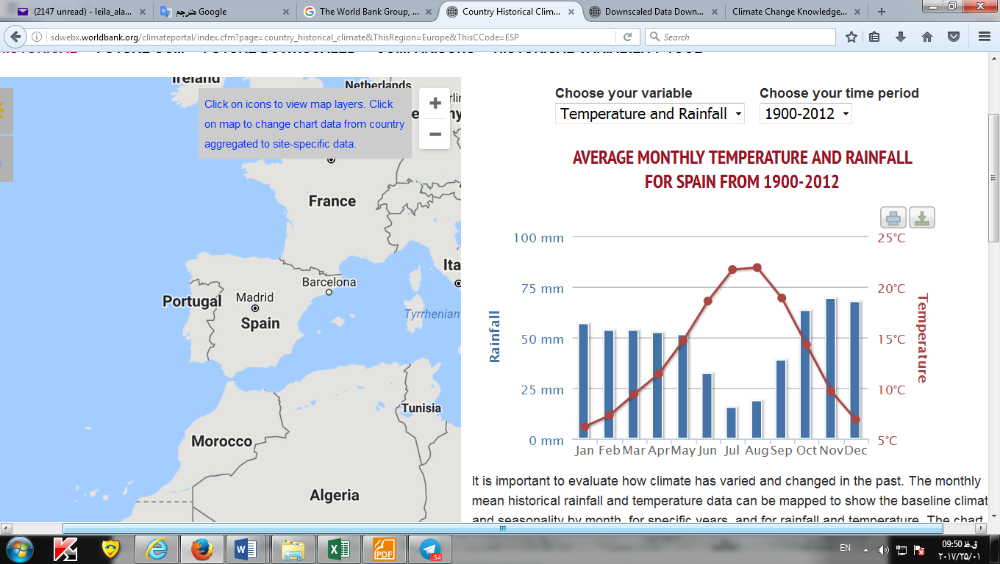 (2147 unread) - leila_ala...
مترجم Google
The World Bank Group, ...
Country Historical Clim...
Downscaled Data Down...
Climate Change Knowledge...
sdwebx.worldbank.org/climateportal/index.cfm?page=country_historical_climate&ThisRegion=Europe&ThisCCode=ESP
Search
Ireland
Netherlands
Click on icons to view map layers. Click
on map to change chart data from country
aggregated to site-specific data.
+
−
France
Ita
Barcelona
Portugal
Madrid
Spain
Tyrrhenian
Tunisia
Morocco
Algeria
Choose your variable
Choose your time period
Temperature and Rainfall
1900-2012
AVERAGE MONTHLY TEMPERATURE AND RAINFALL
FOR SPAIN FROM 1900-2012
100 mm
75 mm
50 mm
25 mm
0 mm
Rainfall
25°C
20°C
15°C
10°C
5°C
Temperature
Jan Feb Mar Apr May Jun Jul Aug Sep Oct Nov Dec
It is important to evaluate how climate has varied and changed in the past. The monthly
mean historical rainfall and temperature data can be mapped to show the baseline climat
and seasonality by month, for specific years, and for rainfall and temperature. The chart
PDF
.54
EN
09:50 ق.ظ
۲۰۱۷/۲۵/۰۱